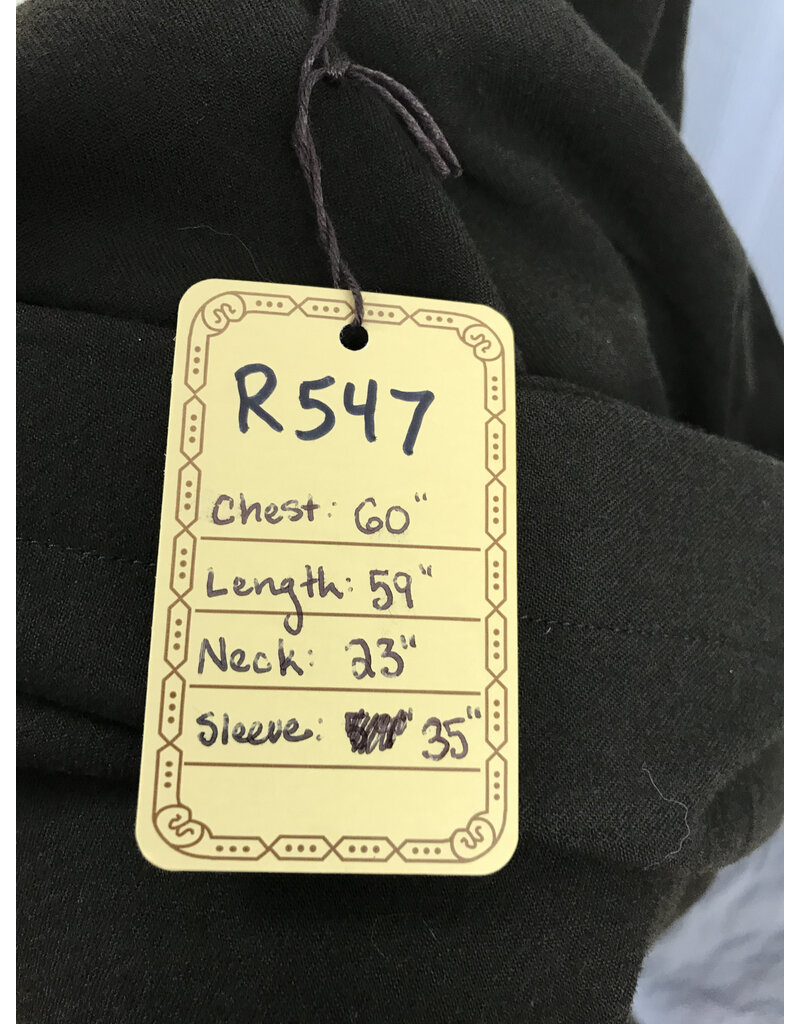 R547
Chest: 60"
Length: 59"
Neck: 23"
Sleeve: 35"